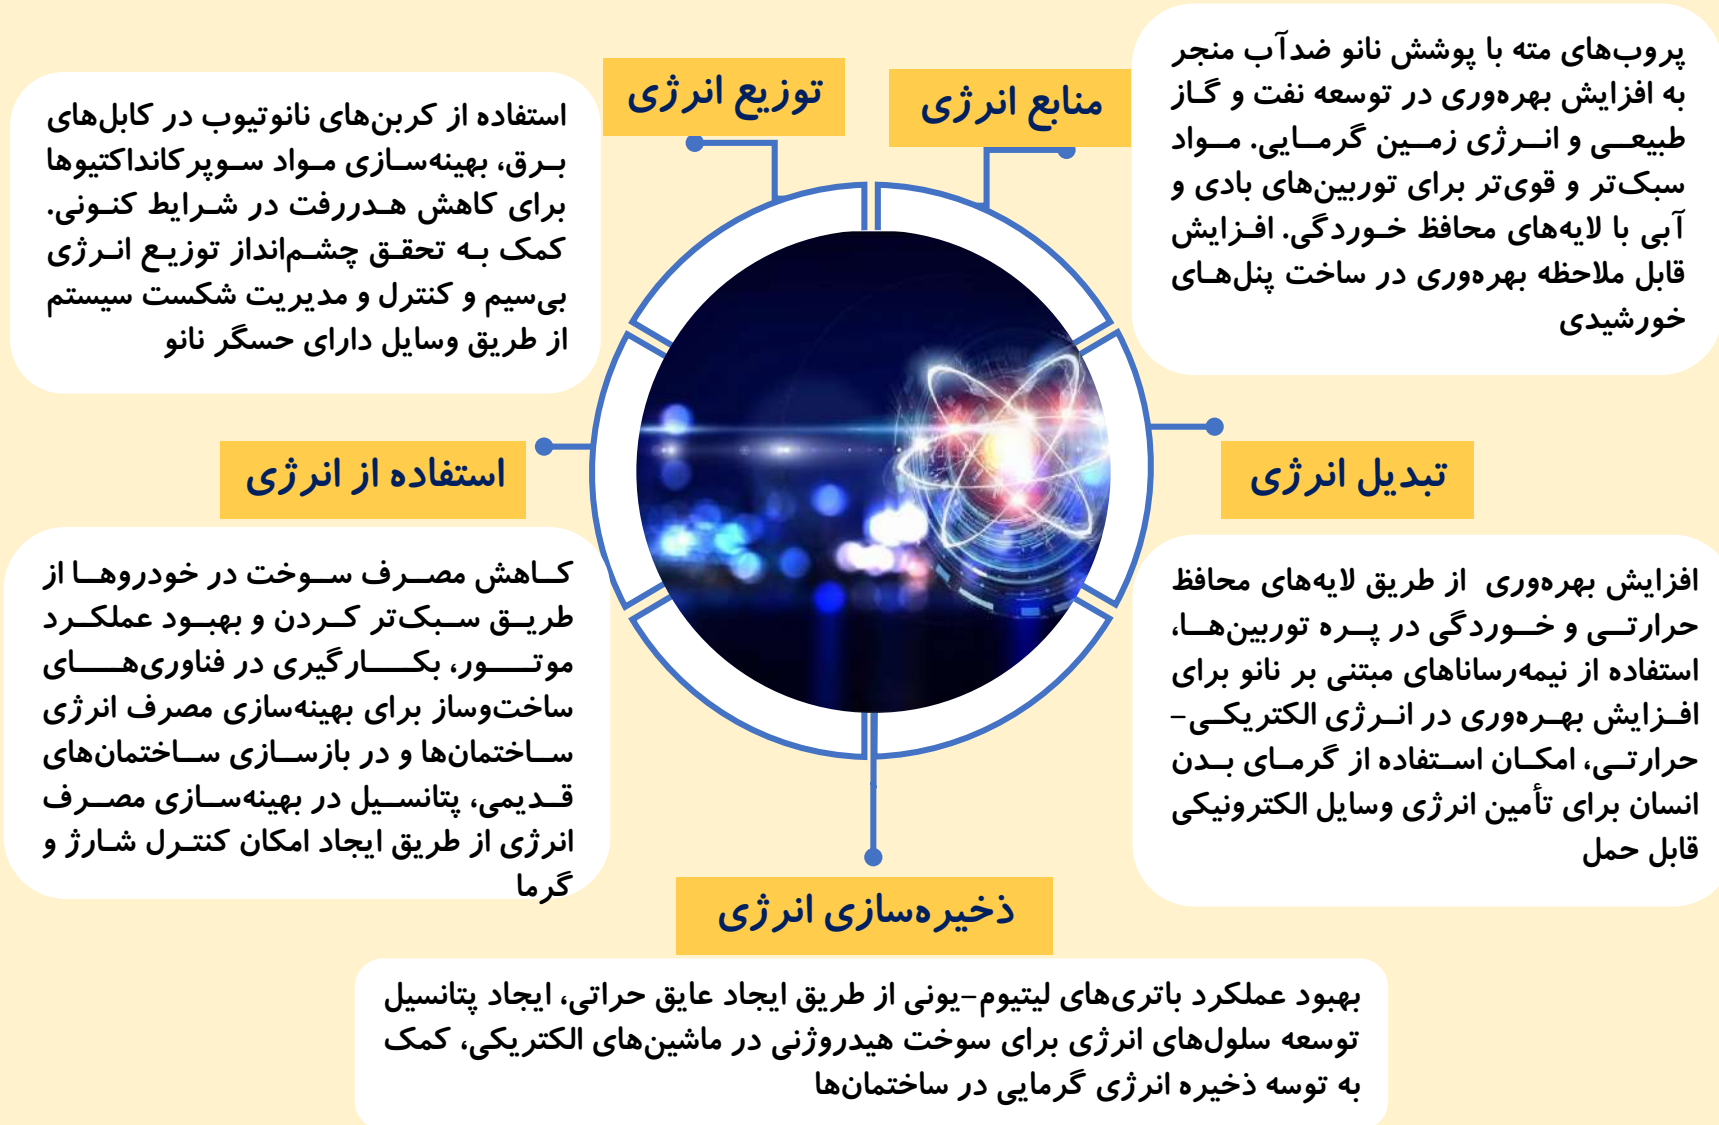 منابع انرژی
پروب‌های مته با پوشش نانو ضدآب منجر
به افزایش بهره‌وری در توسعه نفت و گاز
طبیعی و انرژی زمین گرمایی. مواد
سبک‌تر و قوی‌تر برای توربین‌های بادی و
آبی با لایه‌های محافظ خوردگی. افزایش
قابل ملاحظه بهره‌وری در ساخت پنل‌های
خورشیدی
توزیع انرژی
استفاده از کربن‌های نانوتیوب در کابل‌های
برق، بهینه‌سازی مواد سوپرکانداکتیوها
برای کاهش هدررفت در شرایط کنونی.
کمک به تحقق چشم‌انداز توزیع انرژی
بی‌سیم و کنترل و مدیریت شکست سیستم
از طریق وسایل دارای حسگر نانو
تبدیل انرژی
افزایش بهره‌وری از طریق لایه‌های محافظ
حرارتی و خوردگی در پره توربین‌ها،
استفاده از نیمه‌رساناهای مبتنی بر نانو برای
افزایش بهره‌وری در انرژی الکتریکی-
حرارتی، امکان استفاده از گرمای بدن
انسان برای تأمین انرژی وسایل الکترونیکی
قابل حمل
استفاده از انرژی
کاهش مصرف سوخت در خودروها از
طریق سبک‌تر کردن و بهبود عملکرد
موتور، بکارگیری در فناوری‌های
ساخت‌وساز برای بهینه‌سازی مصرف انرژی
ساختمان‌ها و در بازسازی ساختمان‌های
قدیمی، پتانسیل در بهینه‌سازی مصرف
انرژی از طریق ایجاد امکان کنترل شارژ و
گرما
ذخیره‌سازی انرژی
بهبود عملکرد باتری‌های لیتیوم-یونی از طریق ایجاد عایق حراتی، ایجاد پتانسیل
توسعه سلول‌های انرژی برای سوخت هیدروژنی در ماشین‌های الکتریکی، کمک
به توسه ذخیره انرژی گرمایی در ساختمان‌ها